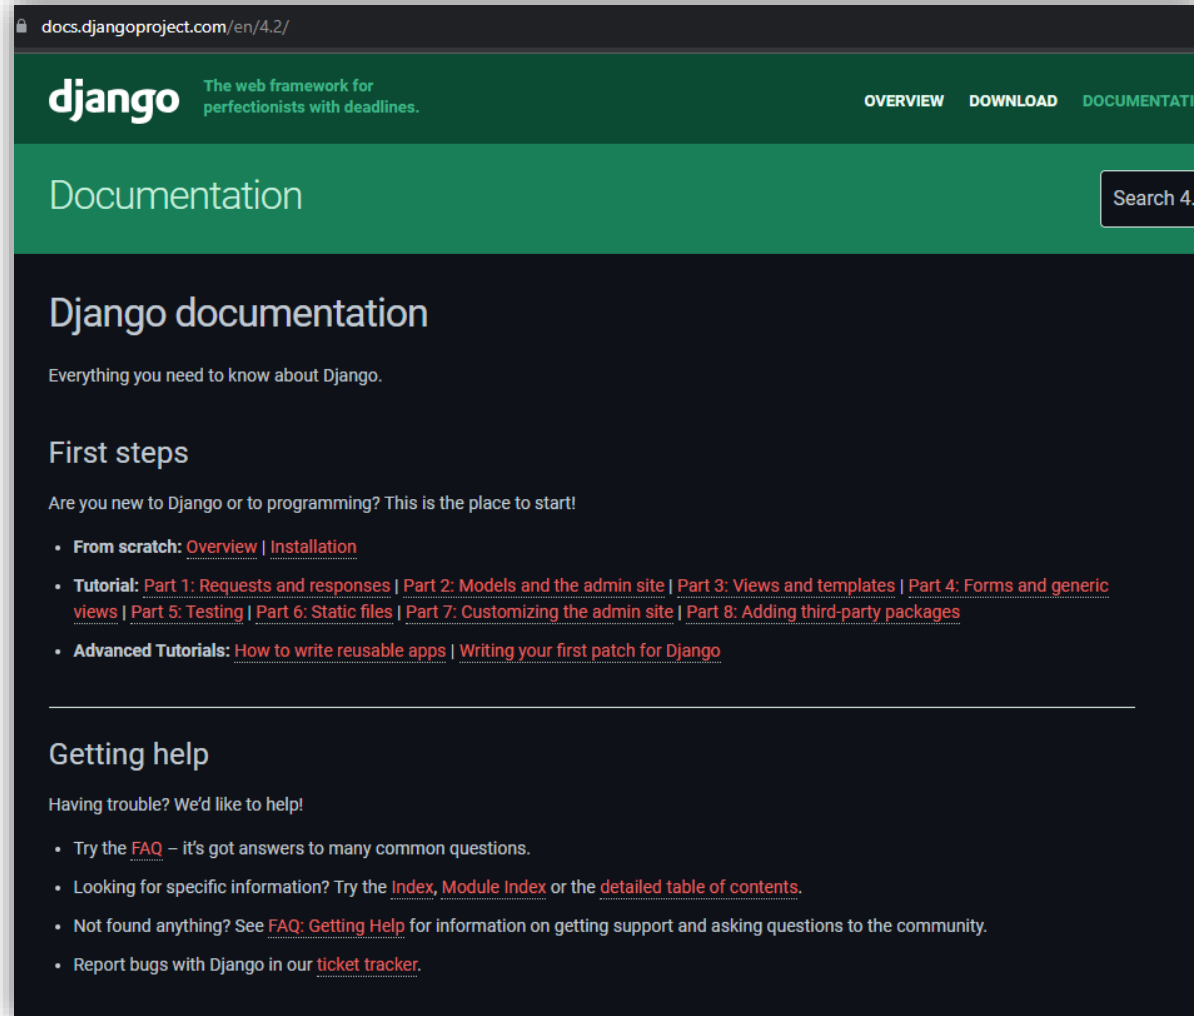 docs.djangoproject.com/en/4.2/
django
The web framework for
perfectionists with deadlines.
OVERVIEW DOWNLOAD DOCUMENTATI
Documentation
Search 4.
Django documentation
Everything you need to know about Django.
First steps
Are you new to Django or to programming? This is the place to start!
• From scratch: Overview | Installation
• Tutorial: Part 1: Requests and responses | Part 2: Models and the admin site | Part 3: Views and templates | Part 4: Forms and generic
views | Part 5: Testing | Part 6: Static files | Part 7: Customizing the admin site | Part 8: Adding third-party packages
• Advanced Tutorials: How to write reusable apps | Writing your first patch for Django
Getting help
Having trouble? We’d like to help!
• Try the FAQ – it’s got answers to many common questions.
• Looking for specific information? Try the Index, Module Index or the detailed table of contents.
• Not found anything? See FAQ: Getting Help for information on getting support and asking questions to the community.
• Report bugs with Django in our ticket tracker.